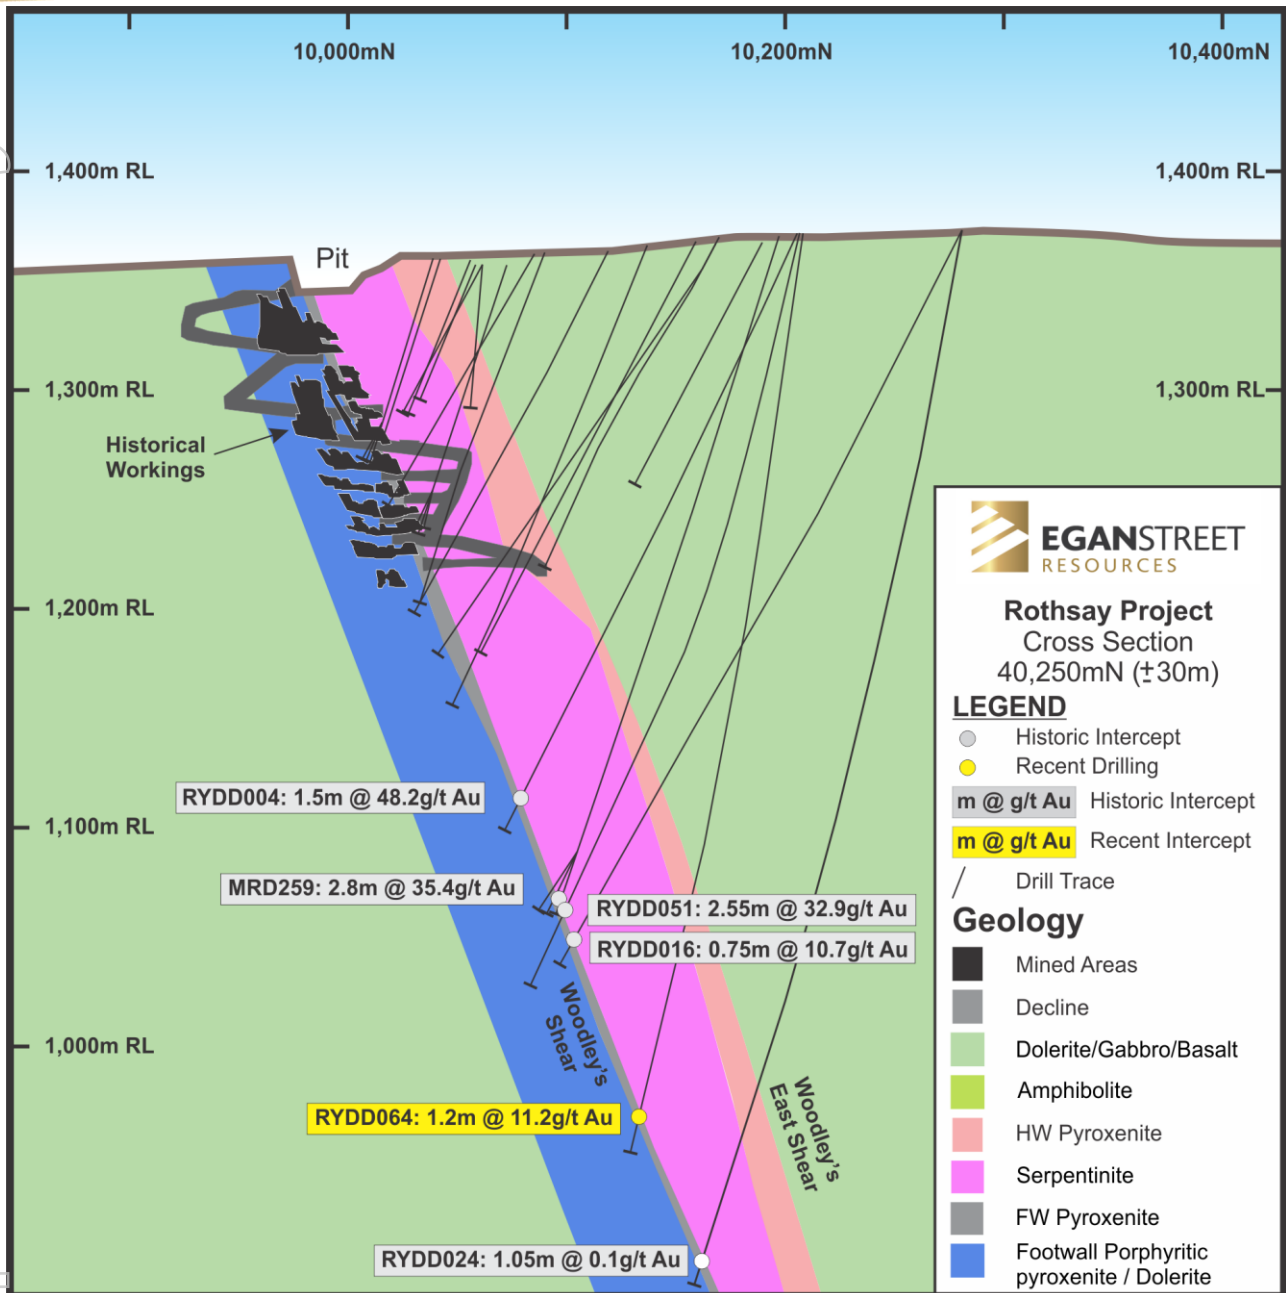 10,000mN 10,200mN 10,400mN
1,400m RL 1,400m RL
Pit
1,300m RL 1,300m RL
Historical
Workings
1,200m RL
RYDD004: 1.5m @ 48.2g/t Au
1,100m RL
MRD259: 2.8m @ 35.4g/t Au
RYDD051: 2.55m @ 32.9g/t Au
RYDD016: 0.75m @ 10.7g/t Au
Woodley's
Shear
1,000m RL
RYDD064: 1.2m @ 11.2g/t Au
Woodley's
East Shear
RYDD024: 1.05m @ 0.1g/t Au
EGANSTREET
RESOURCES
Rothsay Project
Cross Section
40,250mN (±30m)
LEGEND
Historic Intercept
Recent Drilling
m @ g/t Au Historic Intercept
m @ g/t Au Recent Intercept
Drill Trace
Geology
Mined Areas
Decline
Dolerite/Gabbro/Basalt
Amphibolite
HW Pyroxenite
Serpentinite
FW Pyroxenite
Footwall Porphyritic
pyroxenite / Dolerite